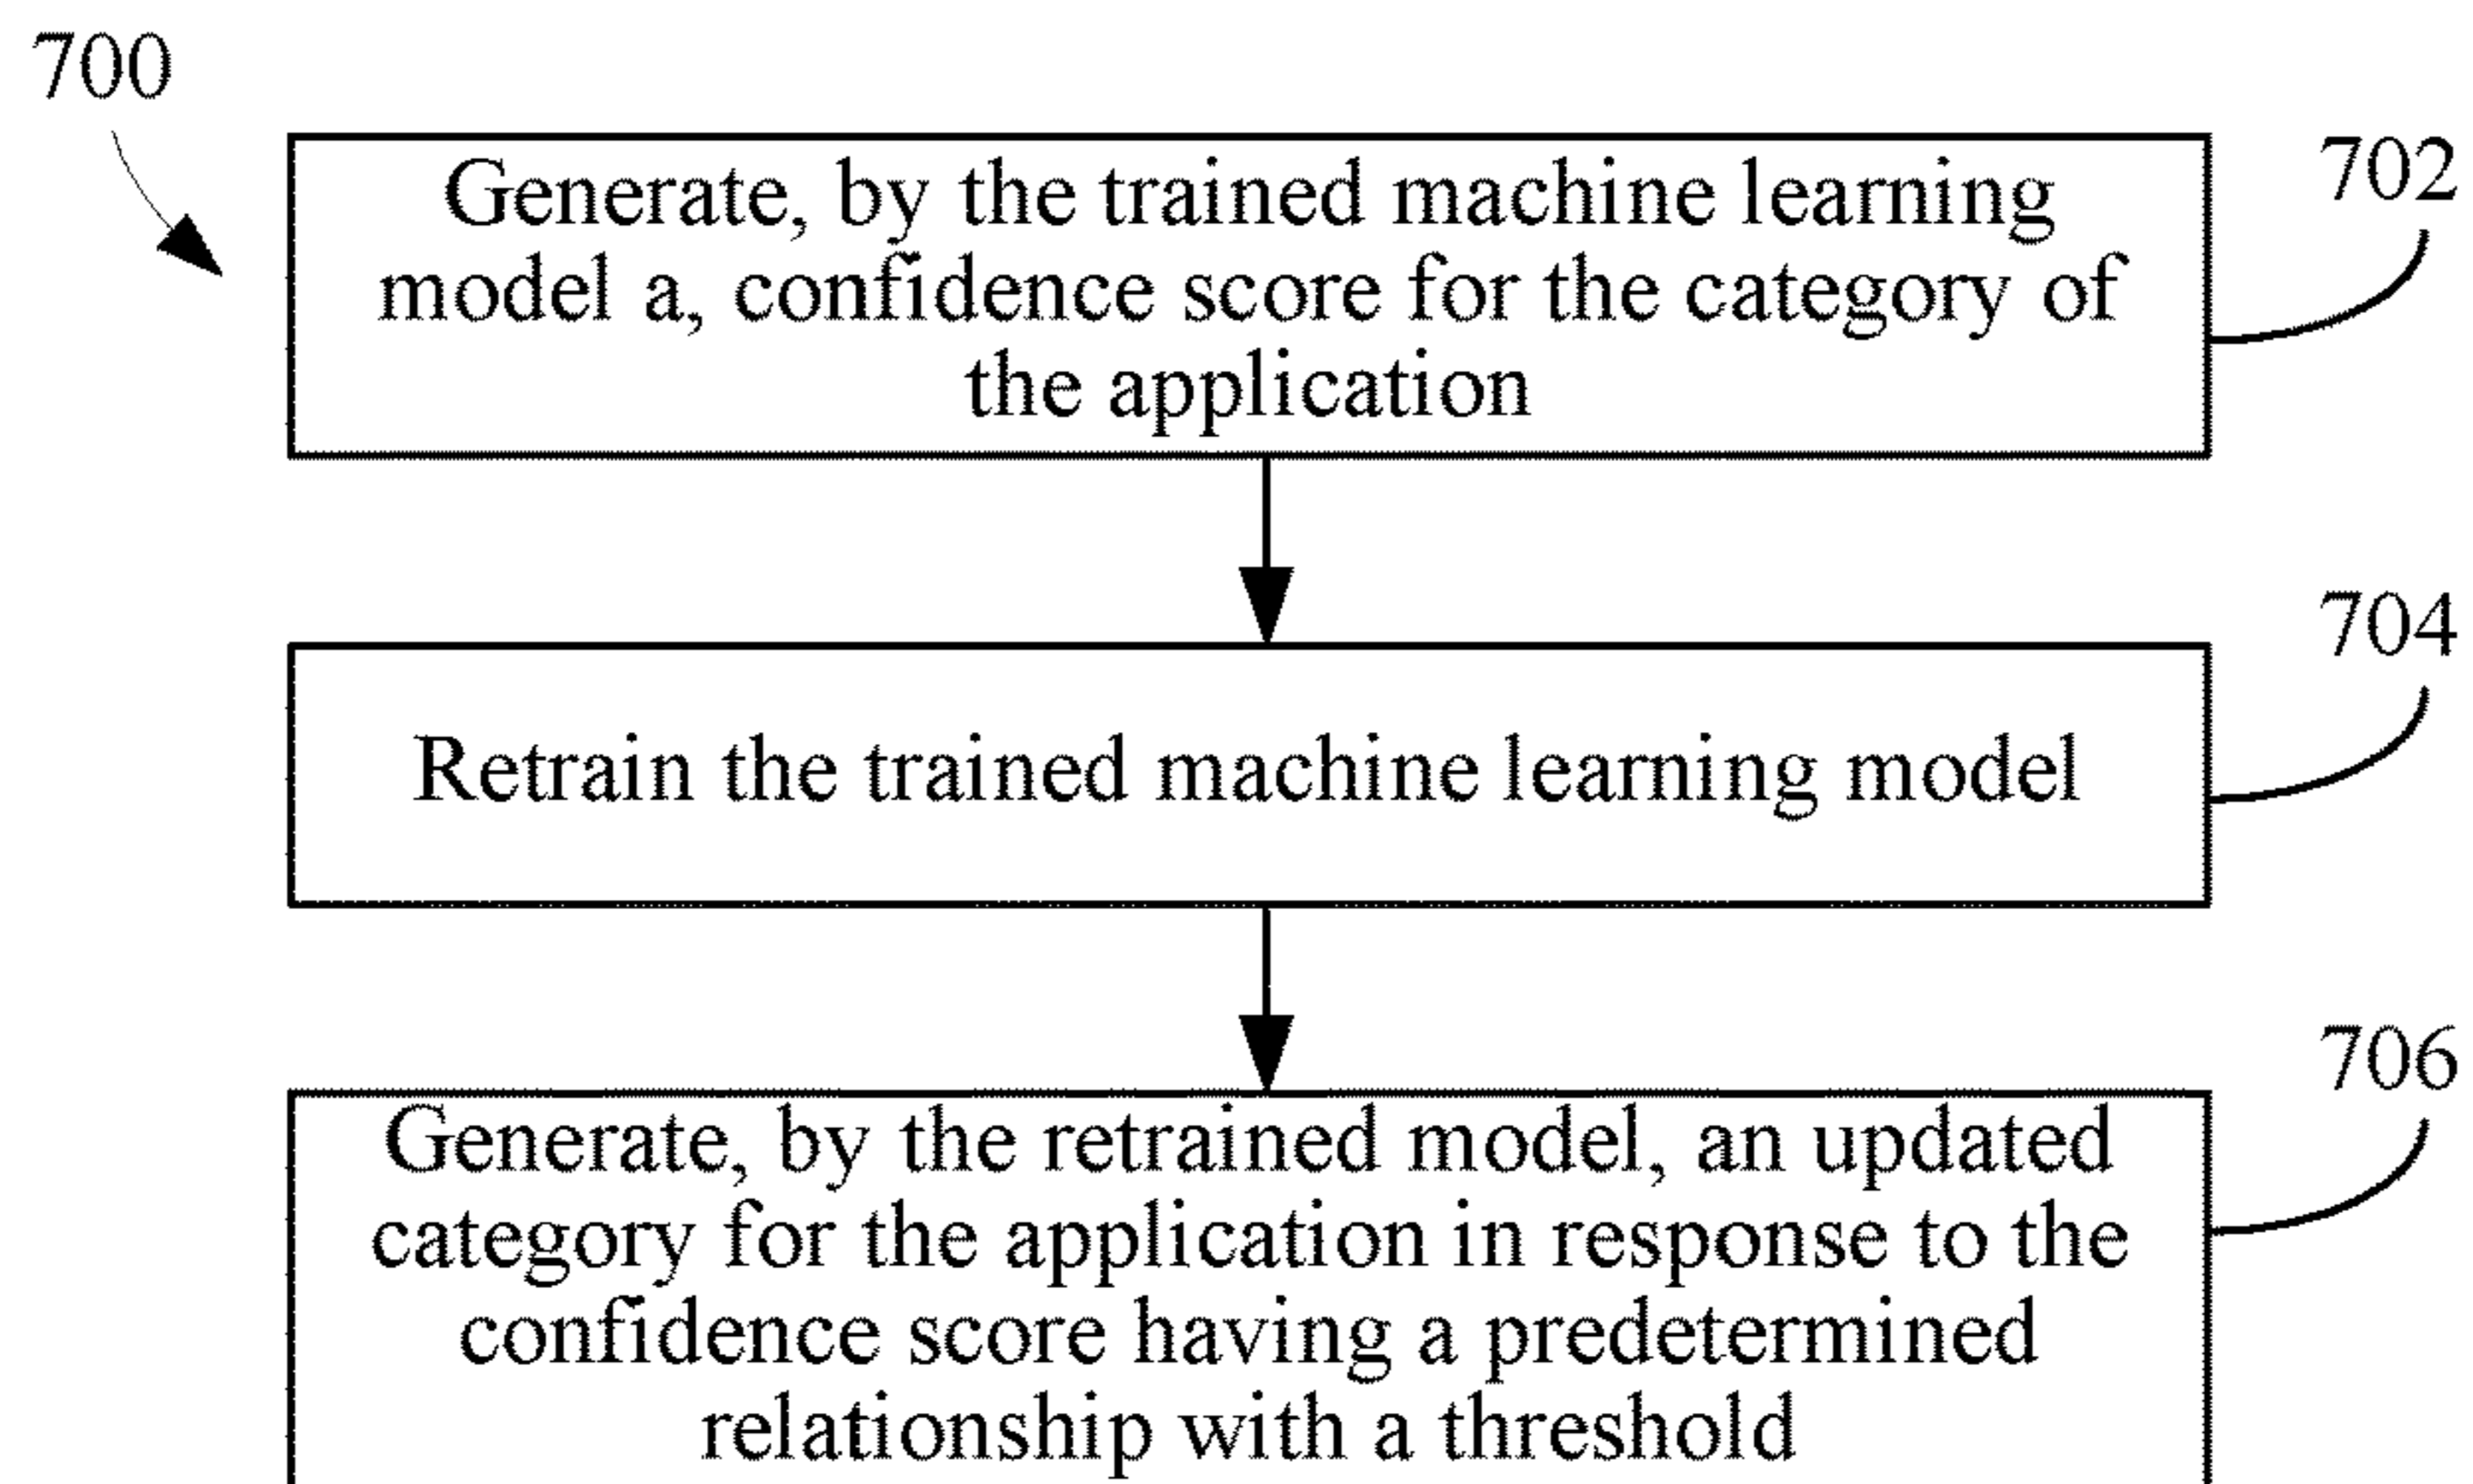 700
Generate, by the trained machine learning
model a, confidence score for the category of
the application
702
Retrain the trained machine learning model
704
Generate, by the retrained model, an updated
category for the application in response to the
confidence score having a predetermined
relationship with a threshold
706